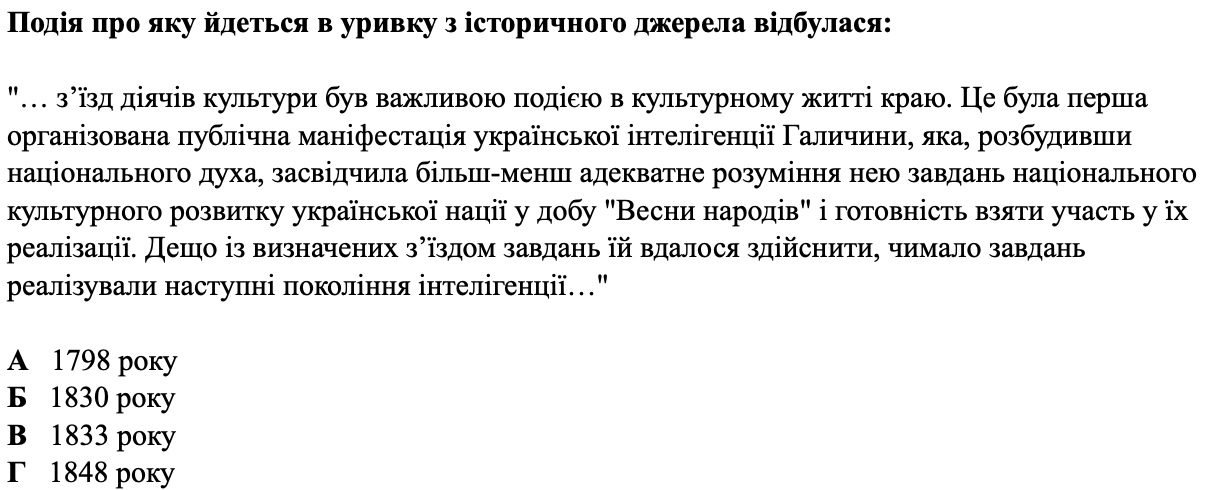 Подія про яку йдеться в уривку з історичного джерела відбулася:
"… з’їзд діячів культури був важливою подією в культурному житті краю. Це була перша
організована публічна маніфестація української інтелігенції Галичини, яка, розбудивши
національного духа, засвідчила більш-менш адекватне розуміння нею завдань національного
культурного розвитку української нації у добу "Весни народів" і готовність взяти участь у їх
реалізації. Дещо із визначених з’їздом завдань їй вдалося здійснити, чимало завдань
реалізували наступні покоління інтелігенції…"
А 1798 року
Б 1830 року
В 1833 року
Г 1848 року